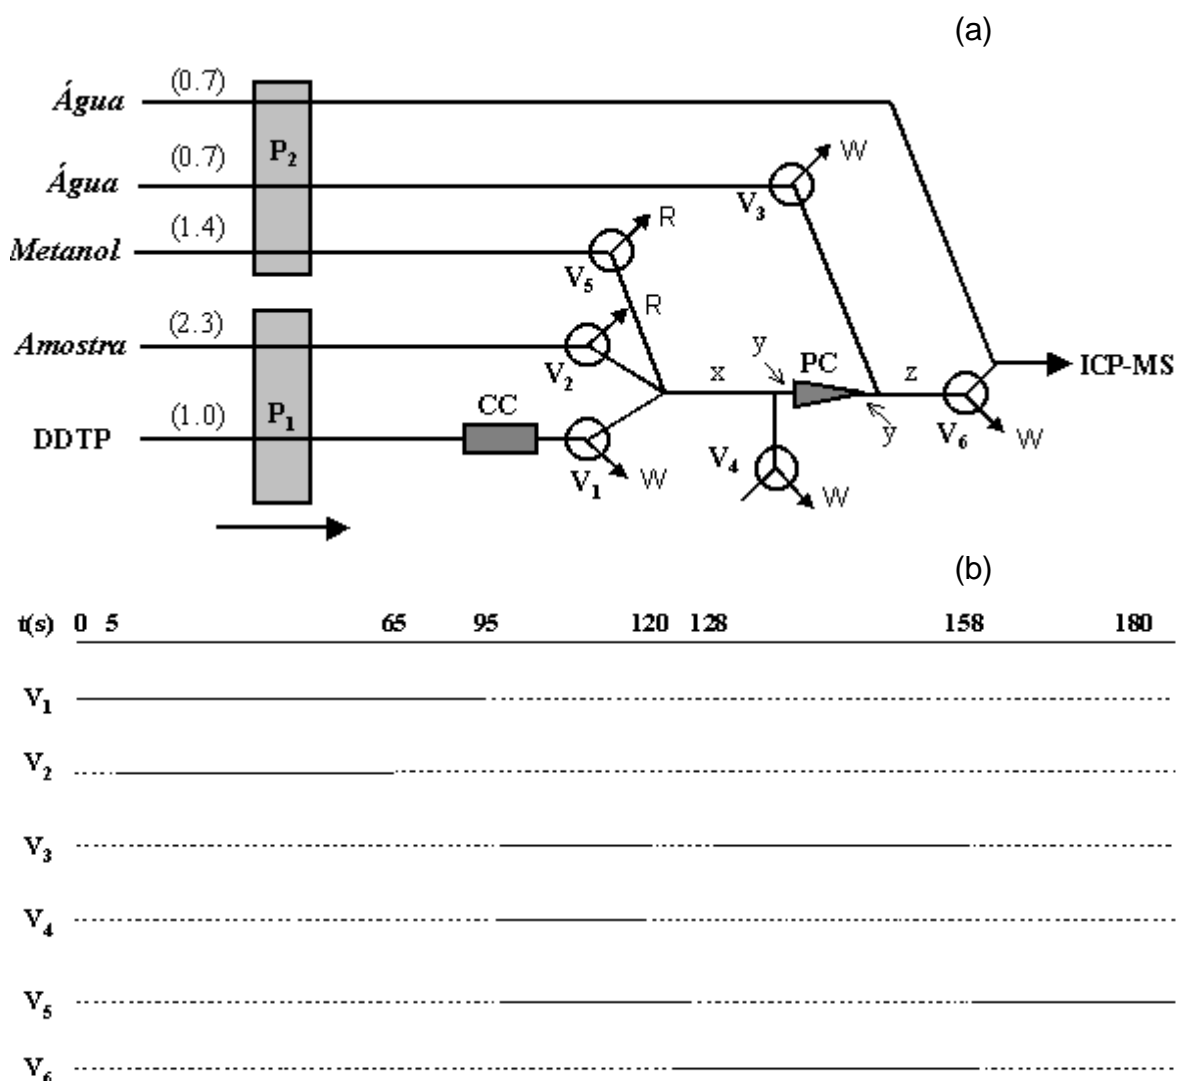 (a)
Água (0.7)
P2
Água (0.7) V3 W
Metanol (1.4) V5 R
Amostra (2.3) V2 R
y PC
x z ICP-MS
DDTP (1.0) P1 CC V1 W V4 W y V6 W
(b)
t(s) 0 5 65 95 120 128 158 180
V1
V2
V3
V4
V5
V6